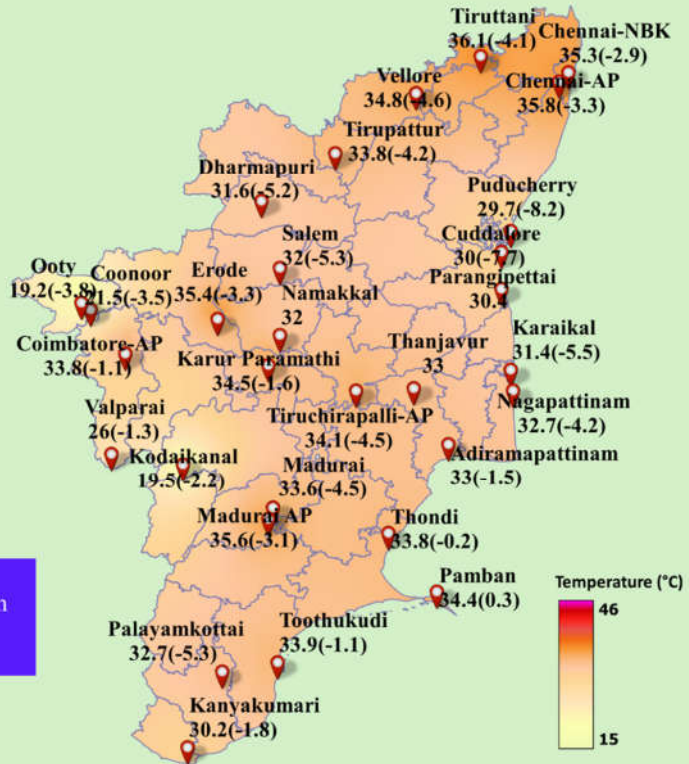 Tiruttani
36.1(-4.1)
Chennai-NBK
35.3(-2.9)
Vellore
34.8(-4.6)
Chennai-AP
35.8(-3.3)
Tirupattur
33.8(-4.2)
Dharmapuri
31.6(-5.2)
Puducherry
29.7(-8.2)
Salem
32(-5.3)
Cuddalore
30(-7.7)
Ooty
19.2(-3.8)
Coonoor
21.5(-3.5)
Erode
35.4(-3.3)
Namakkal
32
Parangipettai
Coimbatore-AP
33.8(-1.1)
Karur Paramathi
34.5(-1.6)
Thanjavur
33
Karaikal
31.4(-5.5)
Valparai
26(-1.3)
Tiruchirapalli-AP
34.1(-4.5)
Nagapattinam
32.7(-4.2)
Kodaikanal
19.5(-2.2)
Madurai
33.6(-4.5)
Adiramapattinam
33(-1.5)
Madurai AP
35.6(-3.1)
Thondi
33.8(-0.2)
Pamban
34.4(0.3)
Temperature (°C)
46
15
Palayamkottai
32.7(-5.3)
Toothukudi
33.9(-1.1)
Kanyakumari
30.2(-1.8)